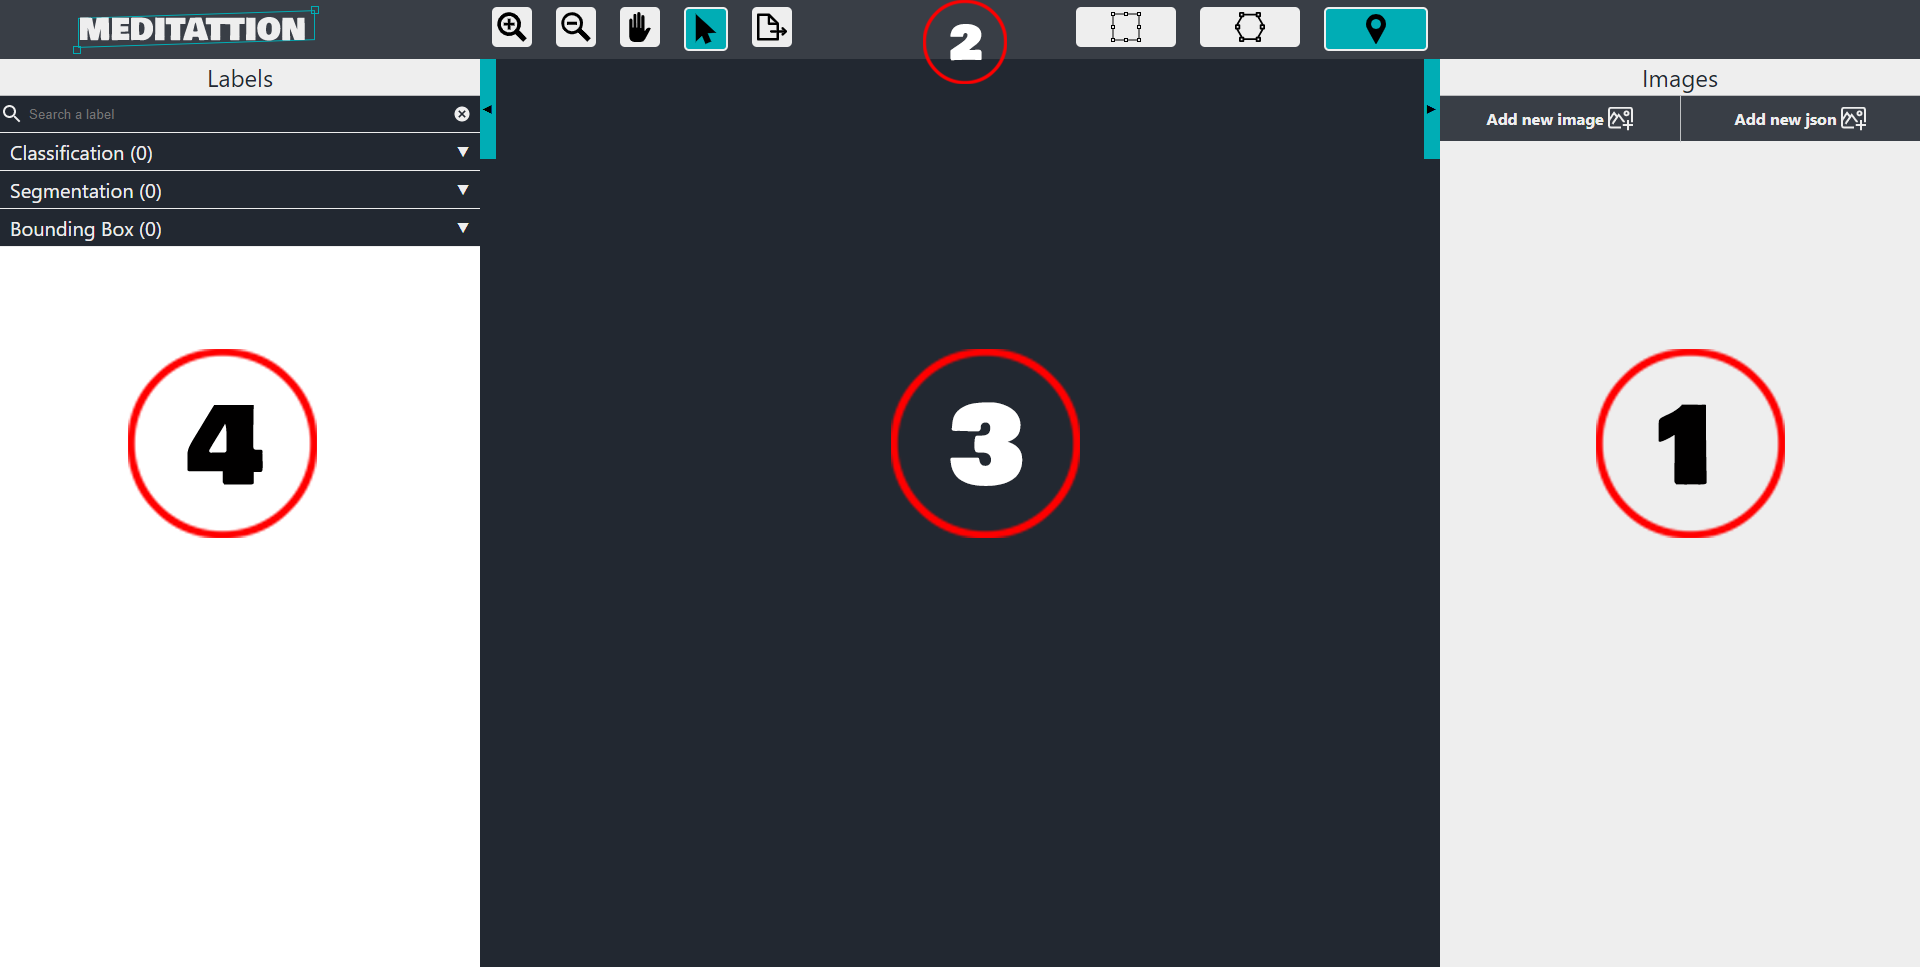 MEDITATTION
2
Labels
Search a label
Classification (0)
Segmentation (0)
Bounding Box (0)
4
3
Images
Add new image
Add new json
1